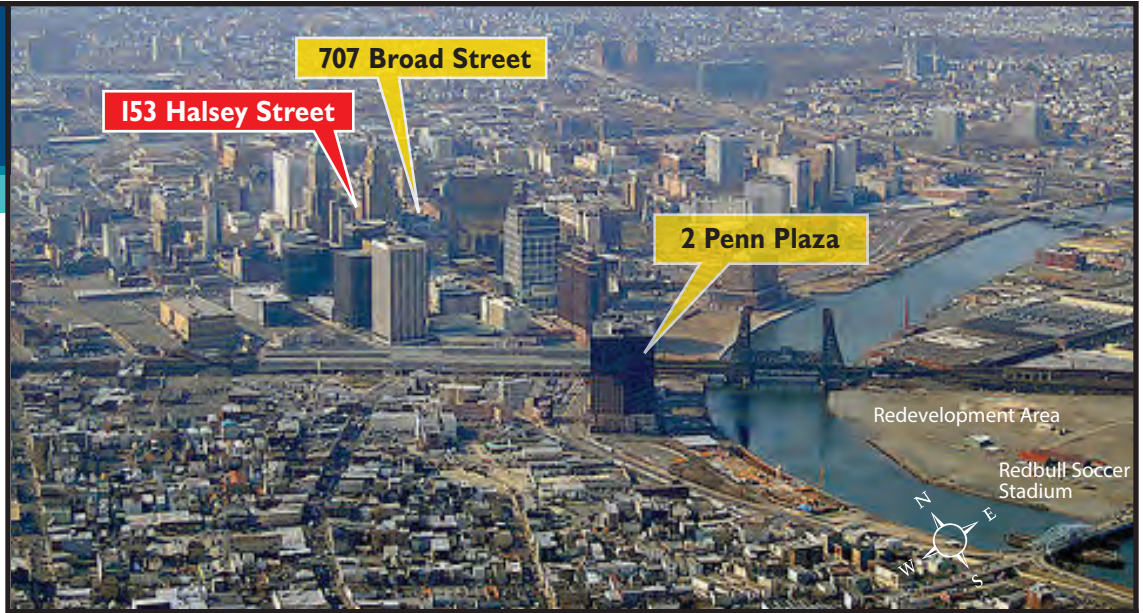 707 Broad Street
153 Halsey Street
2 Penn Plaza
Redevelopment Area
Redbull Soccer
Stadium
N
E
W
S